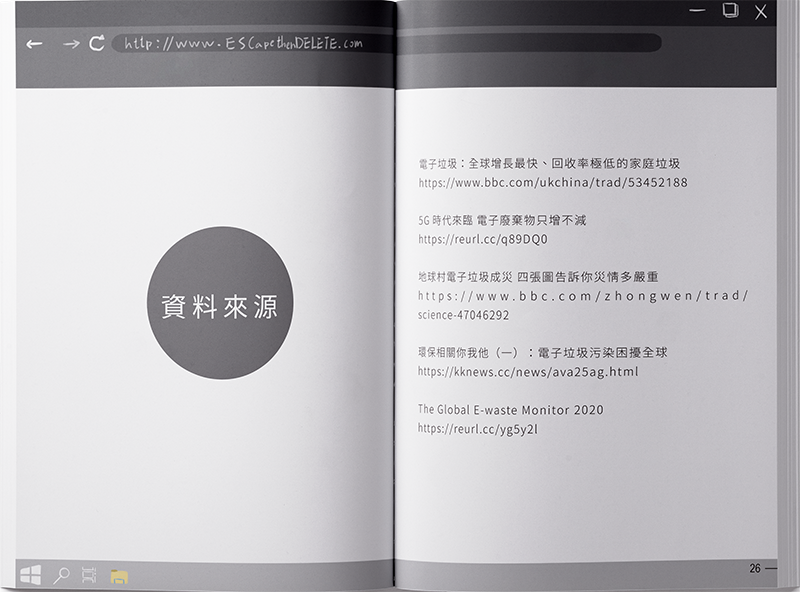 http://www.ESCapethenDELETE.com
資料來源
電子垃圾：全球增長最快、回收率極低的家庭垃圾
https://www.bbc.com/ukchina/trad/53452188
5G 時代來臨 電子廢棄物只增不減
https://reurl.cc/q89DQ0
地球村電子垃圾成災 四張圖告訴你災情多嚴重
https://www.bbc.com/zhongwen/trad/
science-47046292
環保相關你我他（一）：電子垃圾污染困擾全球
https://kknews.cc/news/ava25ag.html
The Global E-waste Monitor 2020
https://reurl.cc/yg5y2l
26